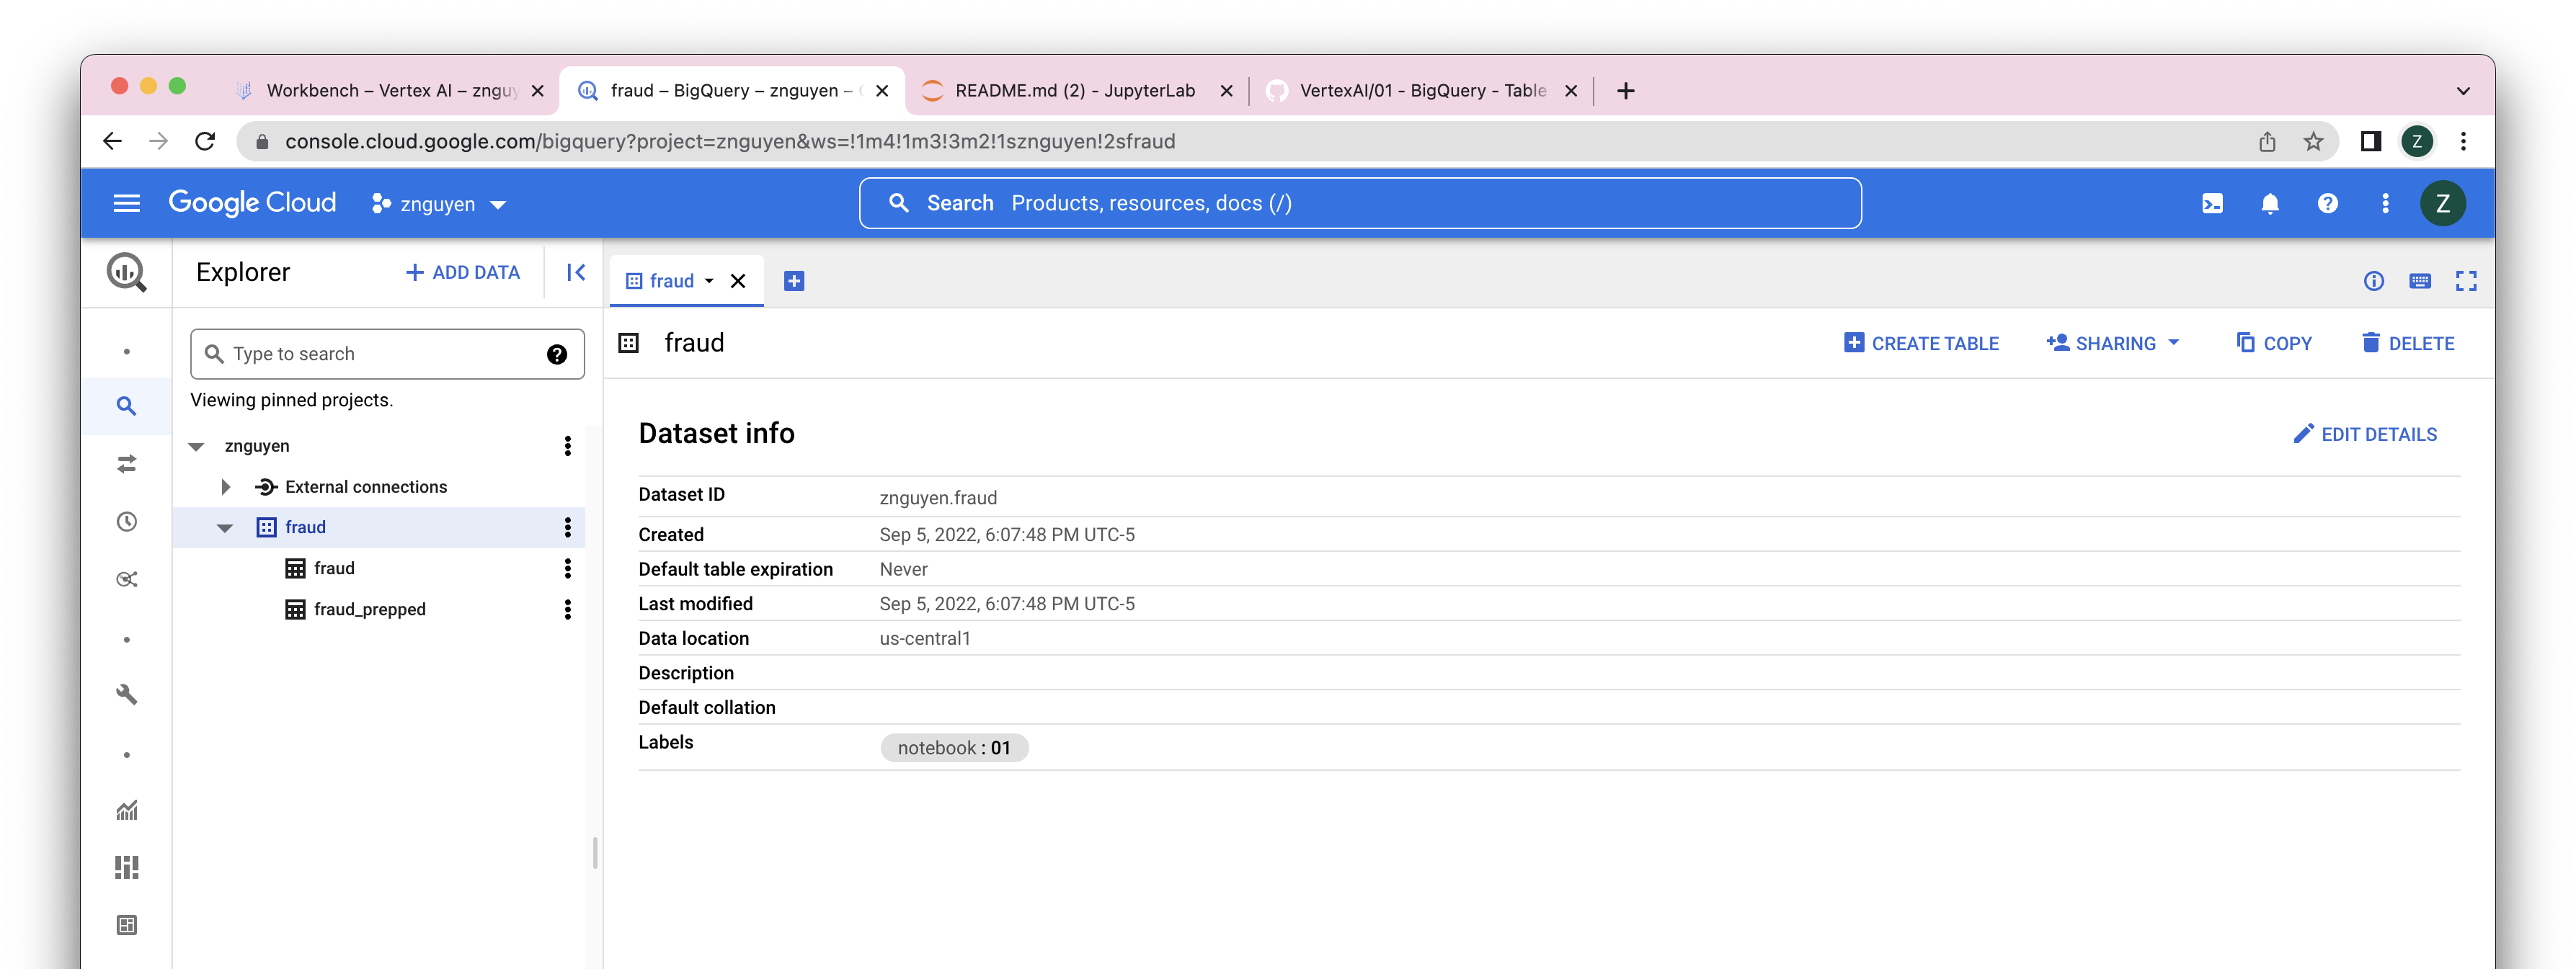 Workbench – Vertex AI – znguy
fraud – BigQuery – znguyen –
README.md (2) - JupyterLab
VertexAI/01 - BigQuery - Table
console.cloud.google.com/bigquery?project=znguyen&ws=!1m4!1m3!3m2!1sznguyen!2sfraud
Z
Google Cloud
znguyen
Search Products, resources, docs (/)
Z
Explorer
ADD DATA
fraud
Type to search
Viewing pinned projects.
znguyen
External connections
fraud
fraud
fraud_prepped
fraud
CREATE TABLE
SHARING
COPY
DELETE
Dataset info
EDIT DETAILS
Dataset ID znguyen.fraud
Created Sep 5, 2022, 6:07:48 PM UTC-5
Default table expiration Never
Last modified Sep 5, 2022, 6:07:48 PM UTC-5
Data location us-central1
Description
Default collation
Labels notebook : 01